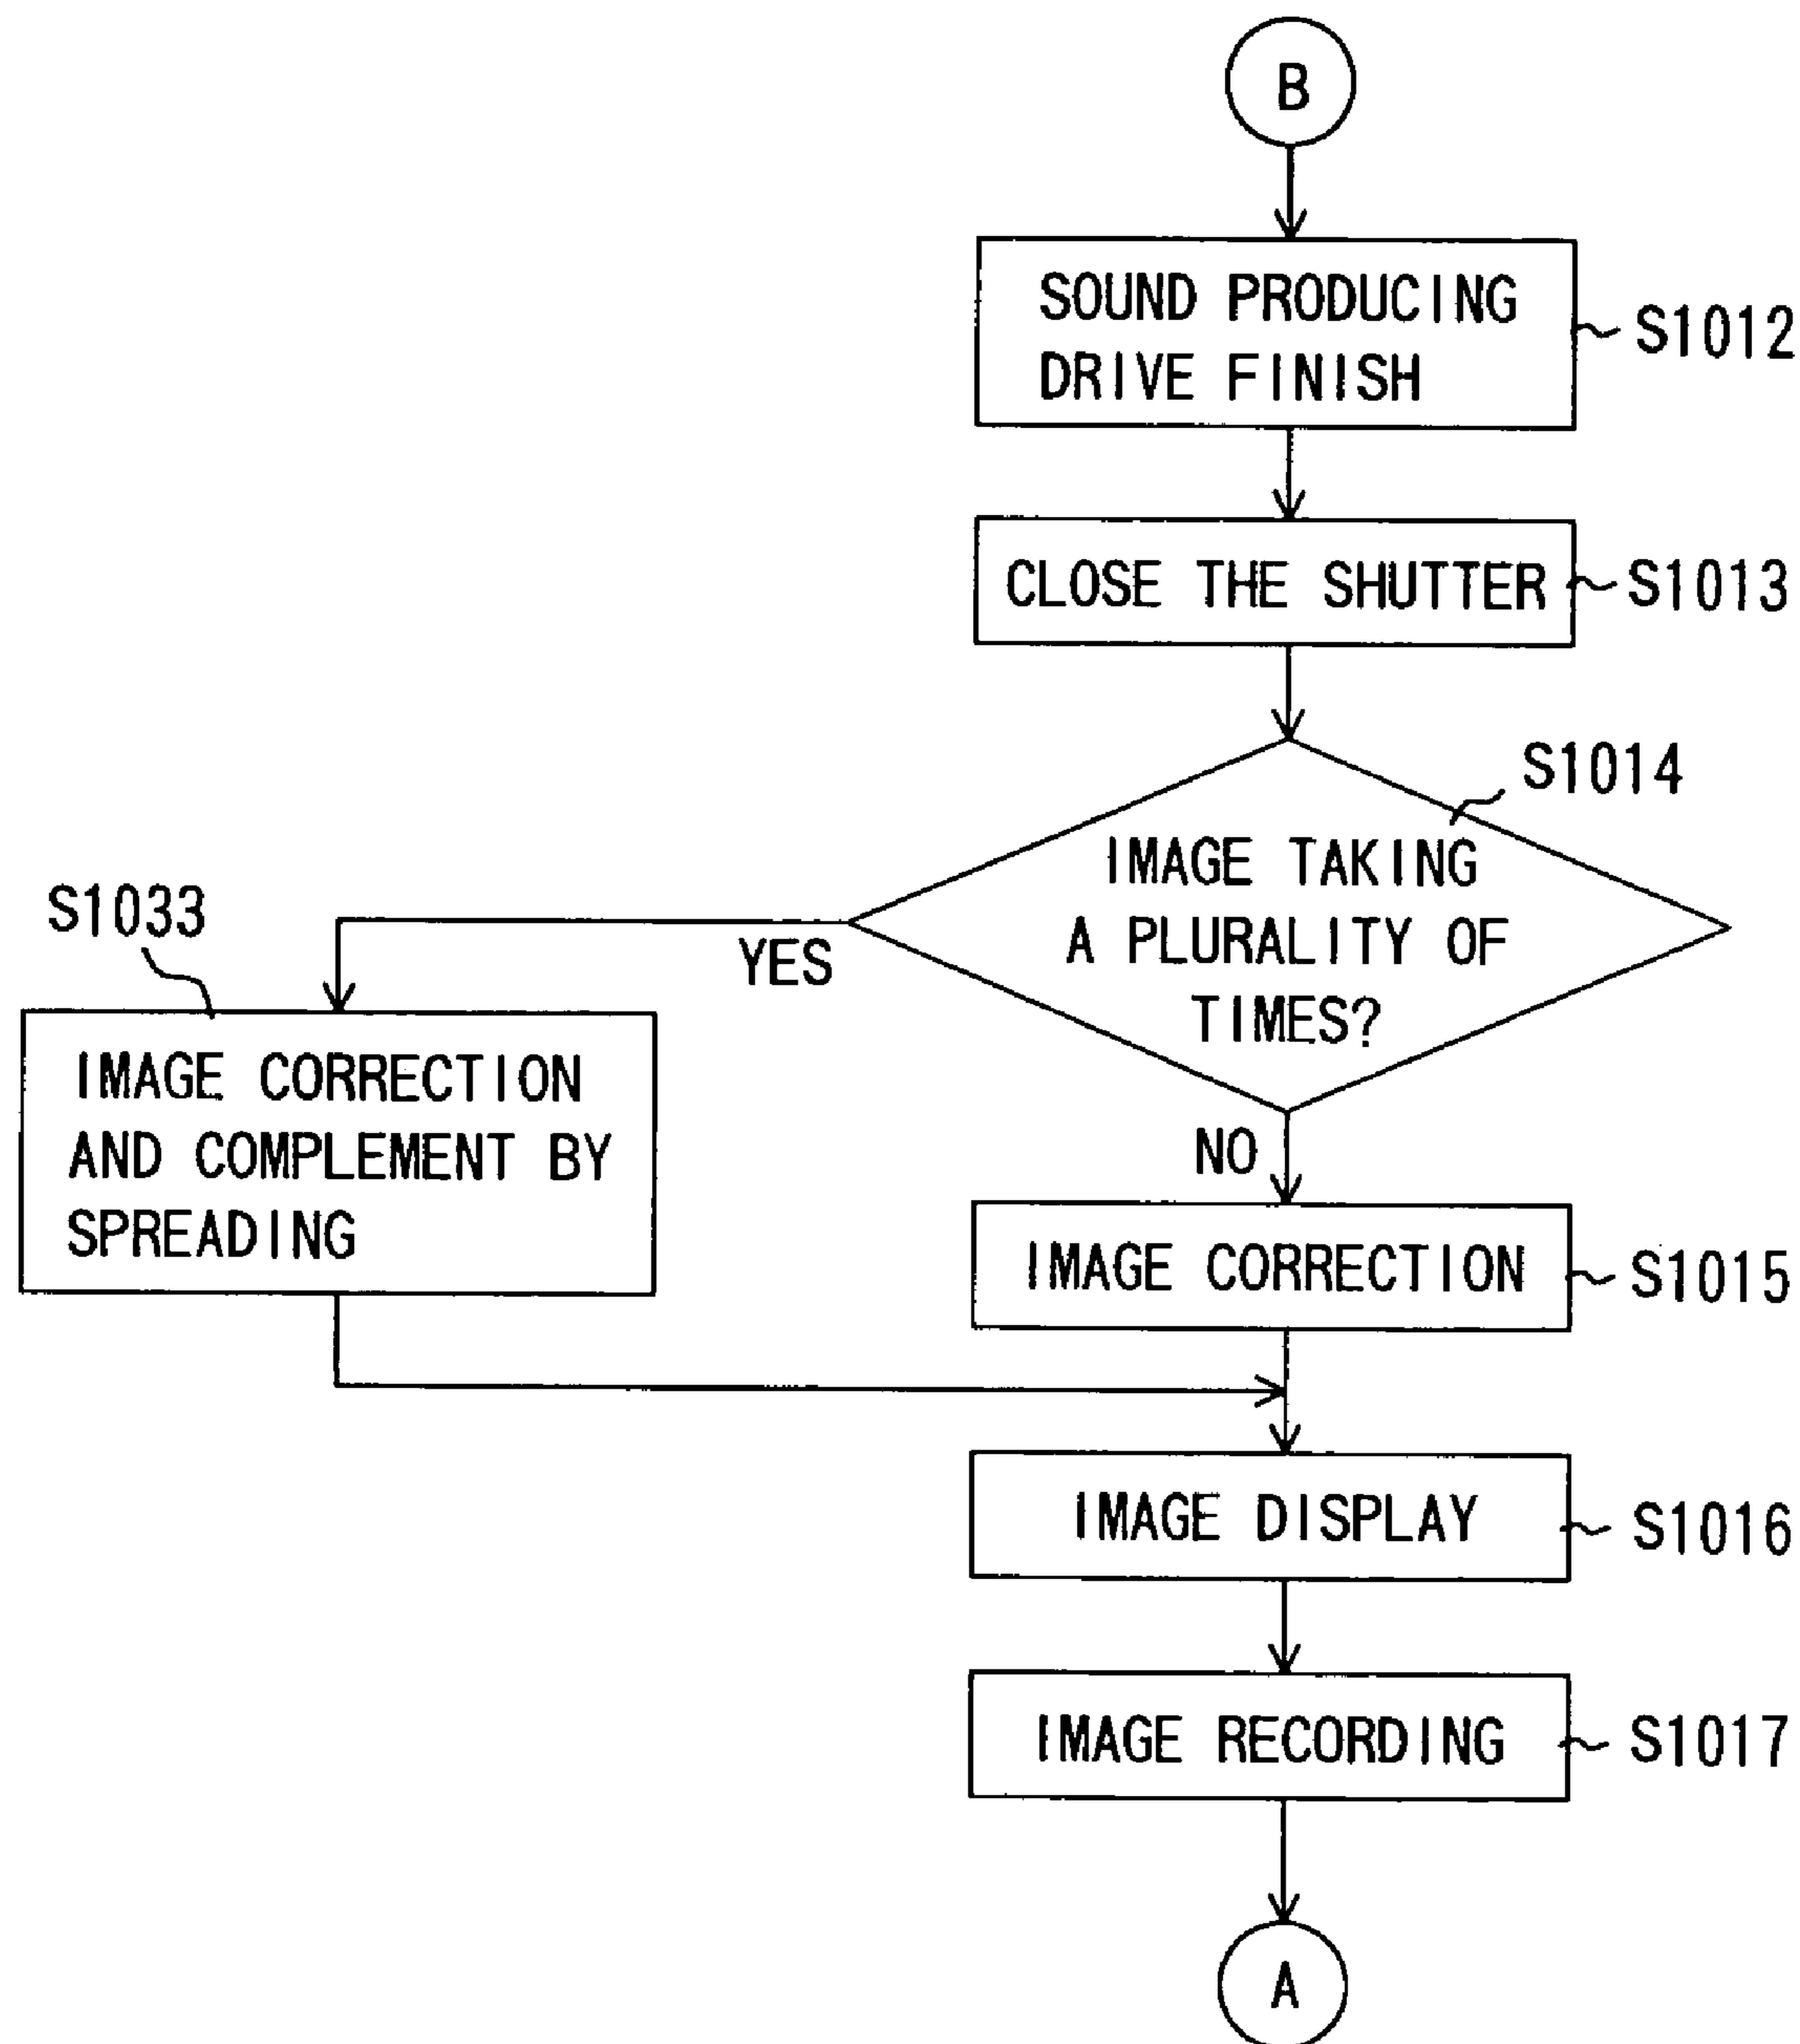 B
SOUND PRODUCING
DRIVE FINISH
S1012
CLOSE THE SHUTTER
S1013
S1014
IMAGE TAKING
A PLURALITY OF
TIMES?
YES
NO
S1033
IMAGE CORRECTION
AND COMPLEMENT BY
SPREADING
IMAGE CORRECTION
S1015
IMAGE DISPLAY
S1016
IMAGE RECORDING
S1017
A